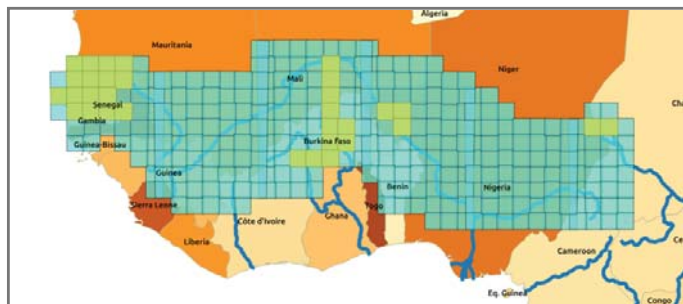 Algeria
Mauritania
Niger
Mali
Senegal
Gambia
Guinea-Bissau
Burkina Faso
Guinea
Benin
Nigeria
Sierra Leone
Togo
Ghana
Côte d'Ivoire
Liberia
Cameroon
Eq. Guinea
Congo